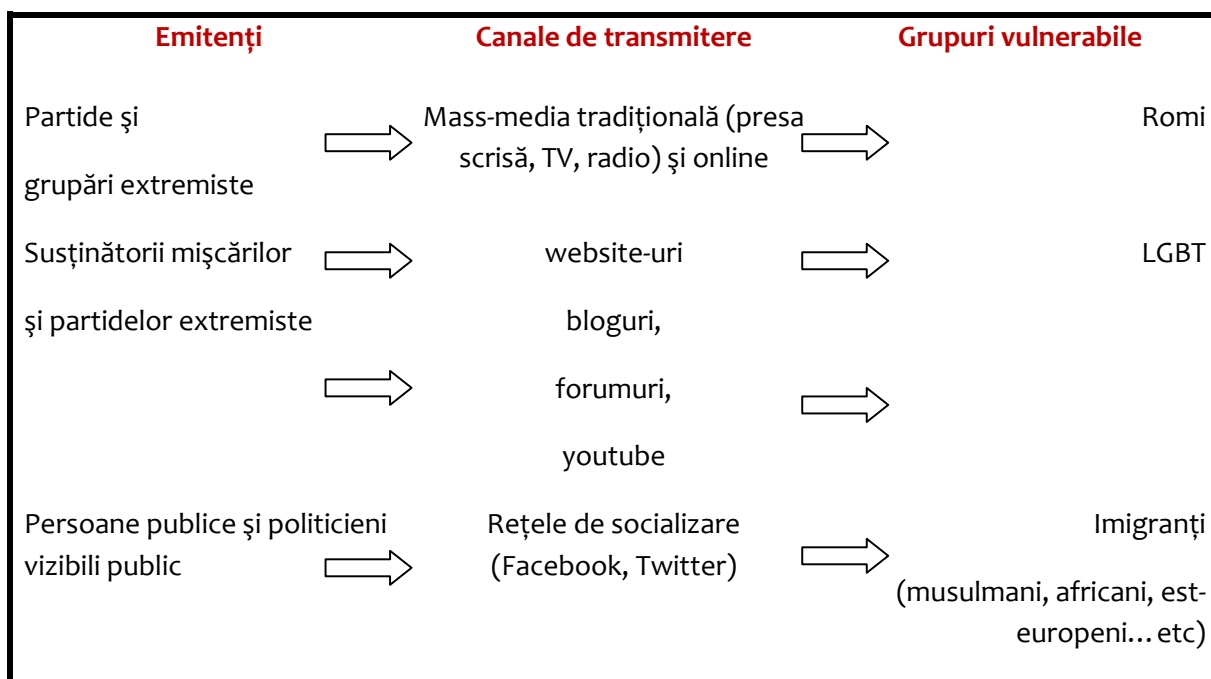 Emitenți Canale de transmitere Grupuri vulnerabile
Partide şi
grupări extremiste
Mass-media tradițională (presa
scrisă, TV, radio) şi online
Romi
Susținătorii mişcărilor
şi partidelor extremiste
website-uri
bloguri,
forumuri,
youtube
LGBT
Persoane publice şi politicieni
vizibili public
Rețele de socializare
(Facebook, Twitter)
Imigranți
(musulmani, africani, est-
europeni… etc)